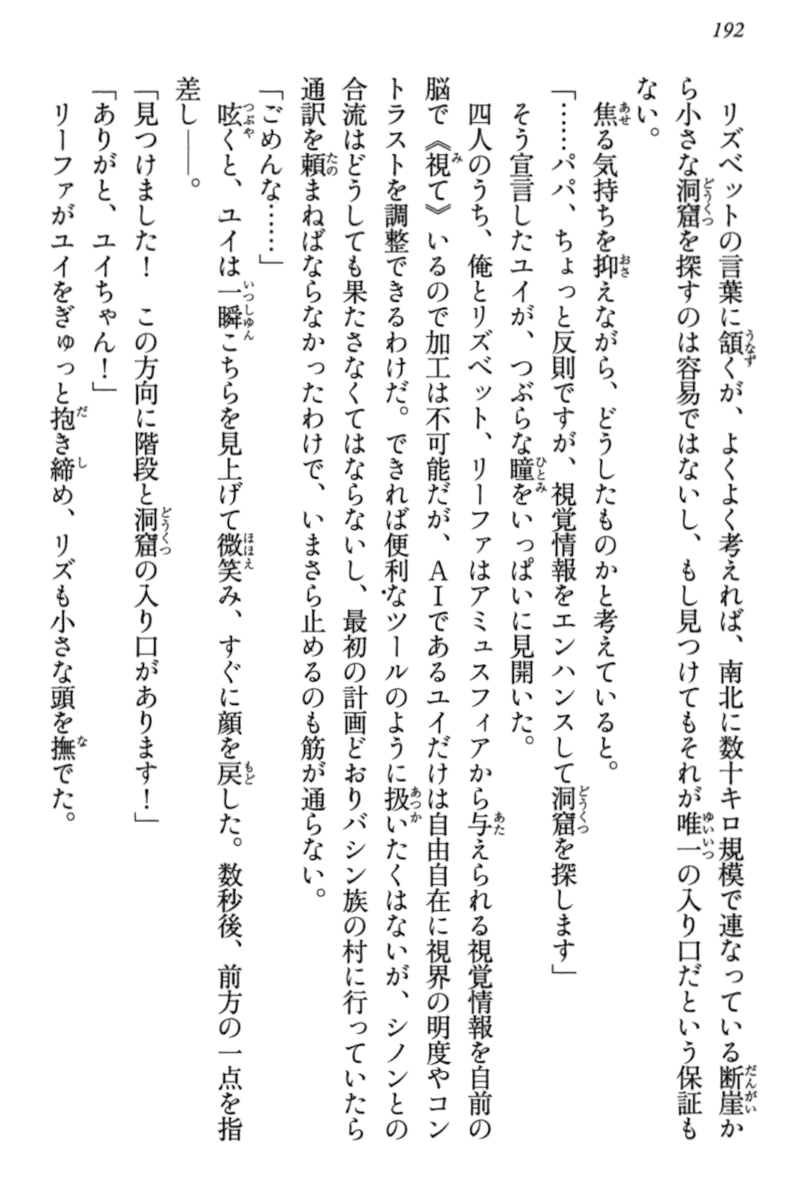 192
リズベットの言葉に頷くが、よくよく考えれば、南北に数十キロ規模で連なっている断崖か
ら小さな洞窟を探すのは容易ではないし、もし見つけてもそれが唯一の入り口だという保証も
ない。
焦る気持ちを抑えながら、どうしたものかと考えていると。
「……パパ、ちょっと反則ですが、視覚情報をエンハンスして洞窟を探します」
そう宣言したユイが、つぶらな瞳をいっぱいに見開いた。
四人のうち、俺とリズベット、リーファはアミュスフィアから与えられる視覚情報を自前の
脳で《視て》いるので加工は不可能だが、ＡＩであるユイだけは自由自在に視界の明度やコン
トラストを調整できるわけだ。できれば便利なツールのように扱いたくはないが、シノンとの
合流はどうしても果たさなくてはならないし、最初の計画どおりバシン族の村に行っていたら
通訳を頼まねばならなかったわけで、いまさら止めるのも筋が通らない。
「ごめんな……」
呟くと、ユイは一瞬こちらを見上げて微笑み、すぐに顔を戻した。数秒後、前方の一点を指
差し——。
「見つけました！　この方向に階段と洞窟の入り口があります！」
「ありがと、ユイちゃん！」
リーファがユイをぎゅっと抱き締め、リズも小さな頭を撫でた。